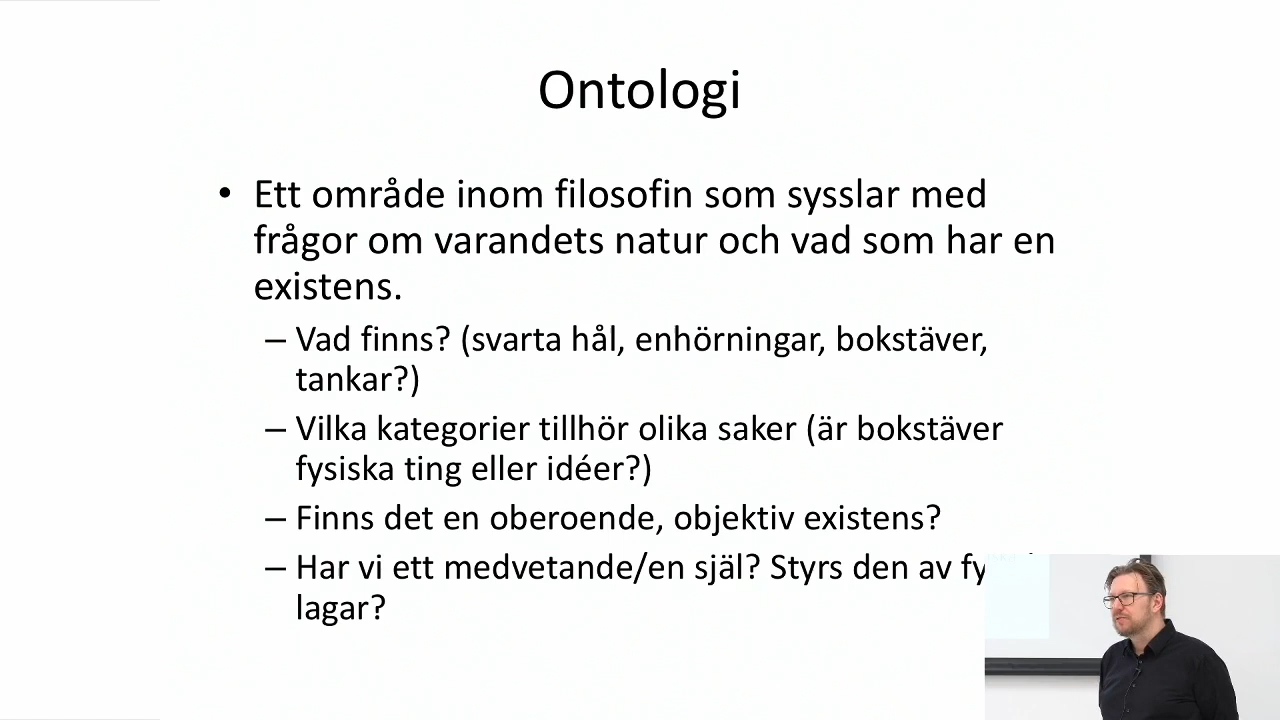 Ontologi
• Ett område inom filosofin som sysslar med
frågor om varandets natur och vad som har en
existens.
– Vad finns? (svarta hål, enhörningar, bokstäver,
tankar?)
– Vilka kategorier tillhör olika saker (är bokstäver
fysiska ting eller idéer?)
– Finns det en oberoende, objektiv existens?
– Har vi ett medvetande/en själ? Styrs den av
lagar?